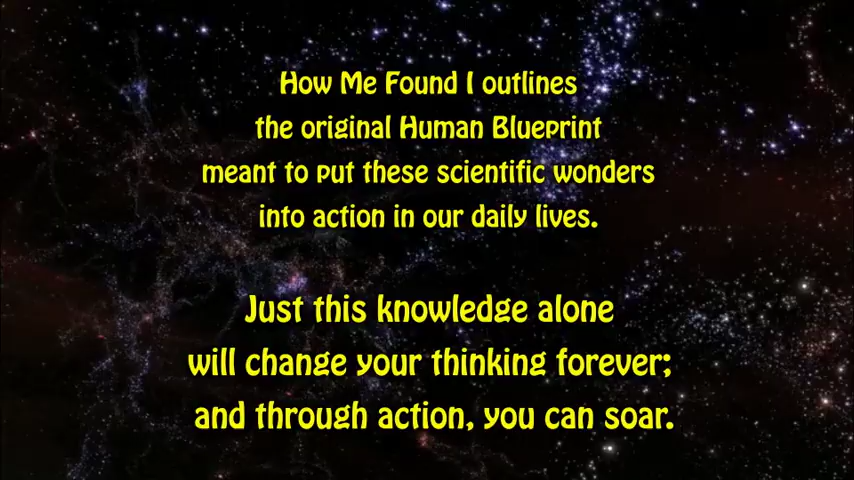 How Me Found I outlines
the original Human Blueprint
meant to put these scientific wonders
into action in our daily lives.
Just this knowledge alone
will change your thinking forever;
and through action, you can soar.